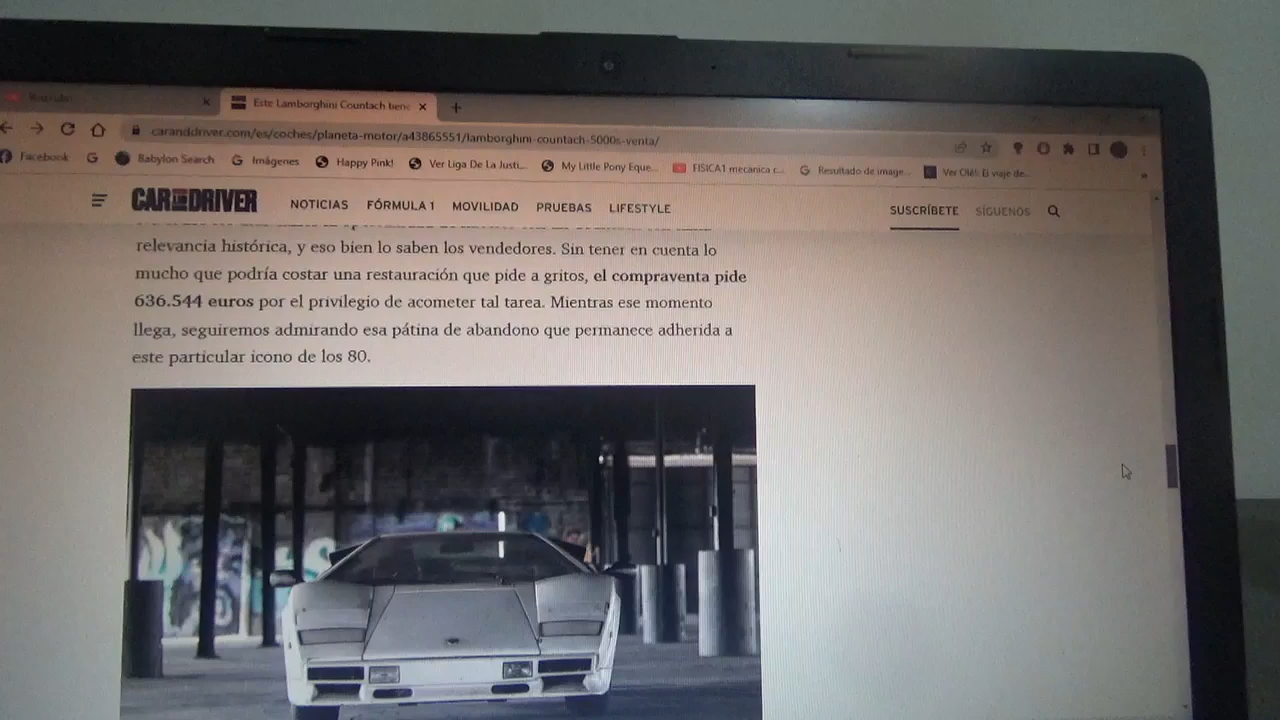 Este Lamborghini Countach tiene
caranddriver.com/es/coches/planeta-motor/a43865551/lamborghini-countach-5000s-venta/
Facebook
Babylon Search
Imágenes
Happy Pink!
Ver Liga De La Justi...
My Little Pony Eque...
FISICA1 mecánica c...
Resultado de image...
Ver Olé!: El viaje de...
CAR AND DRIVER
NOTICIAS FÓRMULA 1 MOVILIDAD PRUEBAS LIFESTYLE
SUSCRÍBETE SÍGUENOS
relevancia histórica, y eso bien lo saben los vendedores. Sin tener en cuenta lo
mucho que podría costar una restauración que pide a gritos, el compraventa pide
636.544 euros por el privilegio de acometer tal tarea. Mientras ese momento
llega, seguiremos admirando esa pátina de abandono que permanece adherida a
este particular icono de los 80.